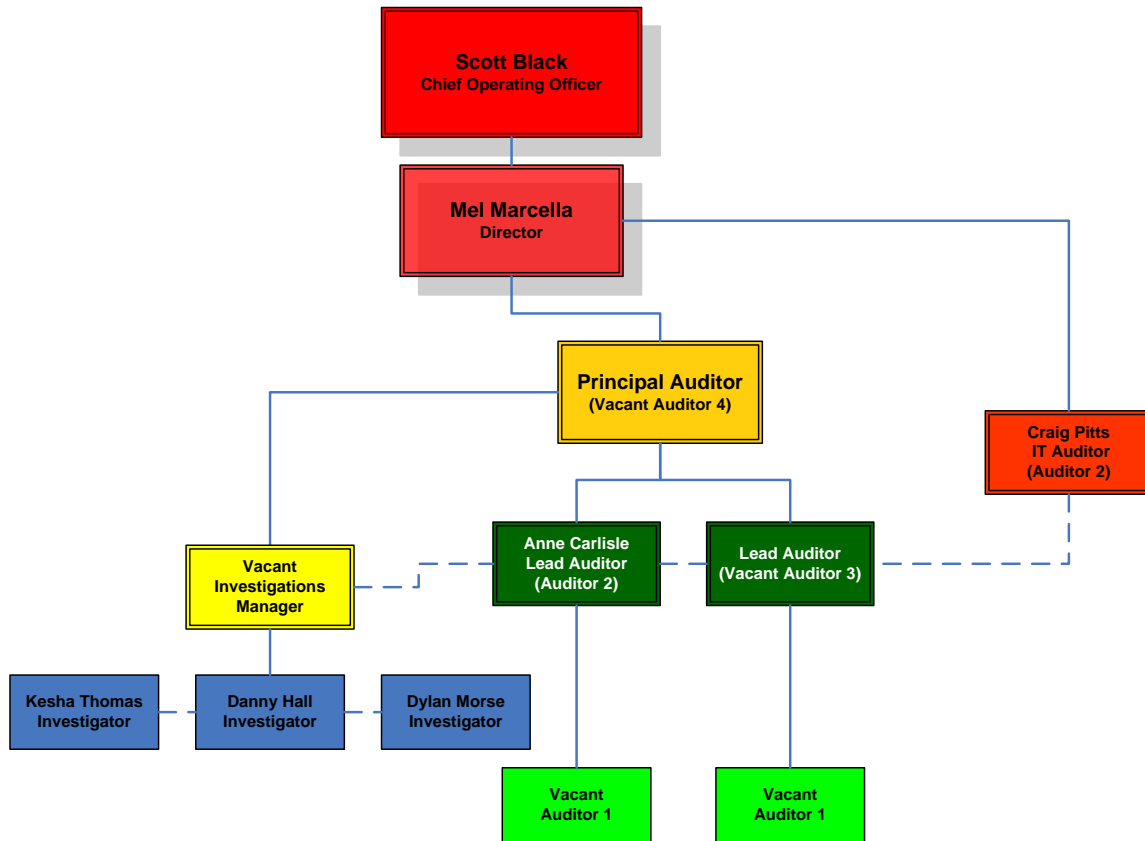 Scott Black
Chief Operating Officer
Mel Marcella
Director
Principal Auditor
(Vacant Auditor 4)
Craig Pitts
IT Auditor
(Auditor 2)
Anne Carlisle
Lead Auditor
(Auditor 2)
Lead Auditor
(Vacant Auditor 3)
Vacant
Investigations
Manager
Kesha Thomas
Investigator
Danny Hall
Investigator
Dylan Morse
Investigator
Vacant
Auditor 1
Vacant
Auditor 1